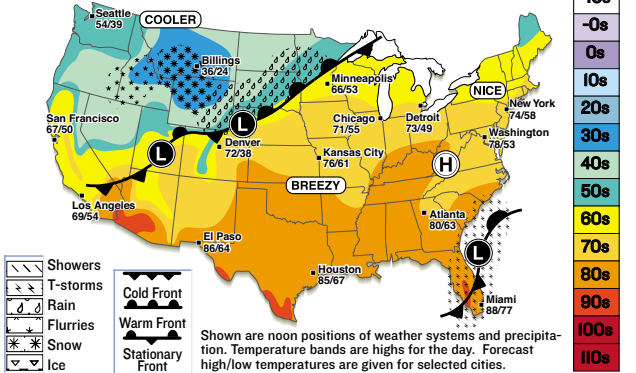 Seattle
54/39
COOLER
Billings
36/24
Minneapolis
66/53
NICE
New York
74/58
San Francisco
67/50
L
Chicago
71/55
Detroit
73/49
Washington
78/53
Denver
72/38
L
Kansas City
76/61
H
BREEZY
Los Angeles
69/54
Atlanta
80/63
El Paso
86/64
L
Houston
85/67
Miami
88/77
Showers
T-storms
Rain
Flurries
Snow
Ice
Cold Front
Warm Front
Stationary
Front
Shown are noon positions of weather systems and precipita-
tion. Temperature bands are highs for the day. Forecast
high/low temperatures are given for selected cities.
-0s
0s
10s
20s
30s
40s
50s
60s
70s
80s
90s
100s
110s